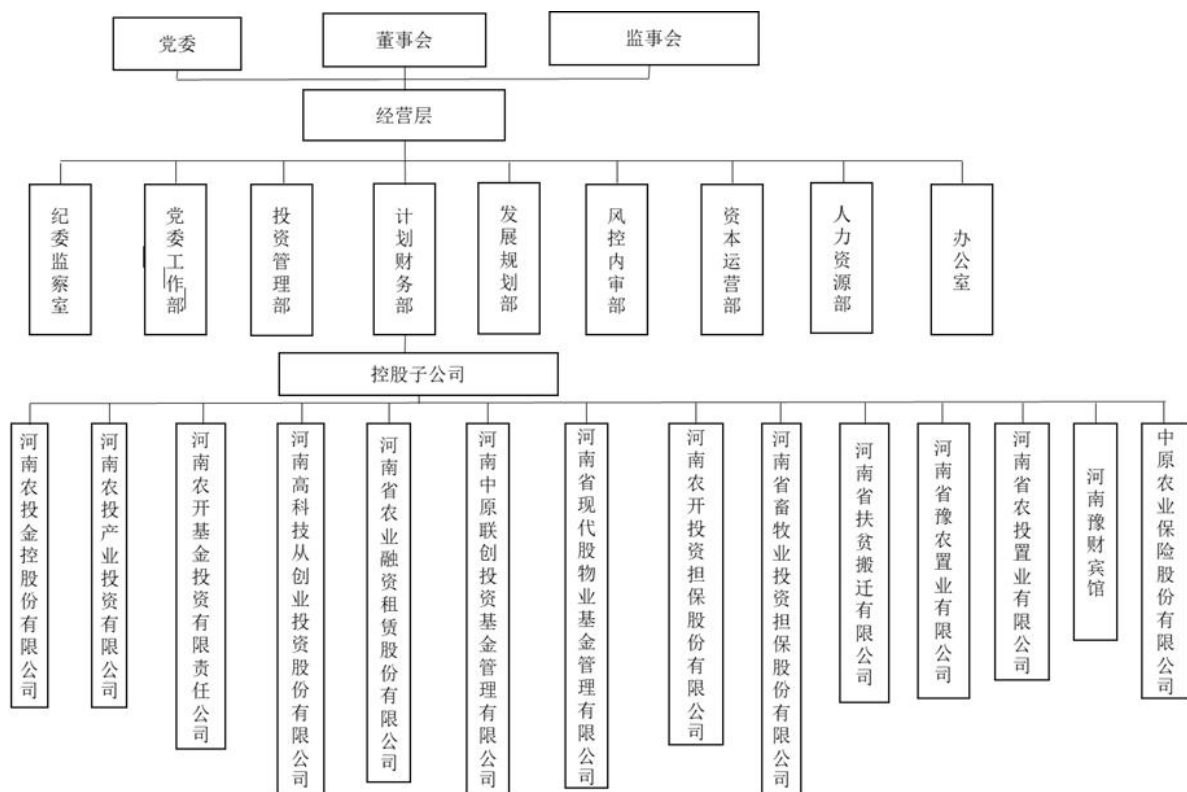 党委
董事会
监事会
经营层
纪委监察室
党委工作部
投资管理部
计划财务部
发展规划部
风控内审部
资本运营部
人力资源部
办公室
控股子公司
河南农投金控股份有限公司
河南农投产业投资有限公司
河南农开基金投资有限责任公司
河南高科技从创业投资股份有限公司
河南省农业融资租赁股份有限公司
河南中原联创投资基金管理有限公司
河南省现代股物业基金管理有限公司
河南农开投资担保股份有限公司
河南省畜牧业投资担保股份有限公司
河南省扶贫搬迁有限公司
河南省豫农置业有限公司
河南省农投置业有限公司
河南豫财宾馆
中原农业保险股份有限公司